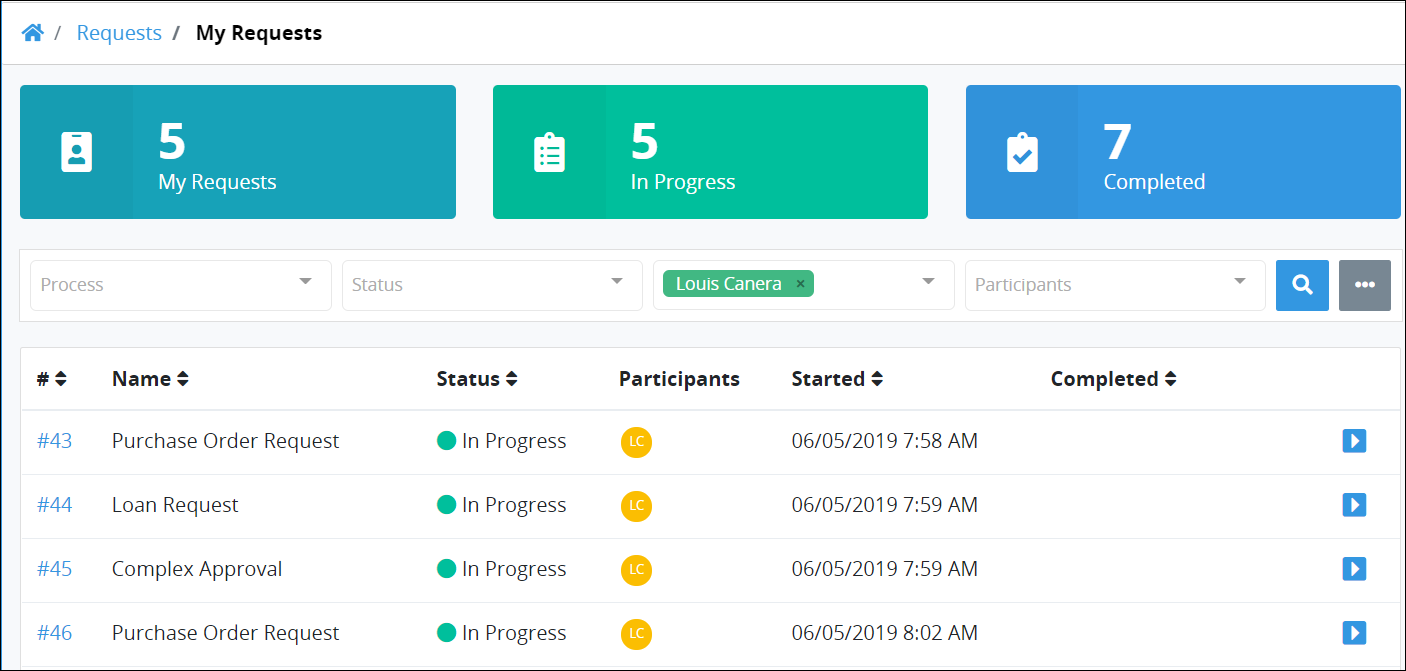 / Requests / My Requests
5
My Requests
5
In Progress
7
Completed
Process Status Louis Canera × Participants
# Name Status Participants Started Completed
#43 Purchase Order Request In Progress LC 06/05/2019 7:58 AM
#44 Loan Request In Progress LC 06/05/2019 7:59 AM
#45 Complex Approval In Progress LC 06/05/2019 7:59 AM
#46 Purchase Order Request In Progress LC 06/05/2019 8:02 AM